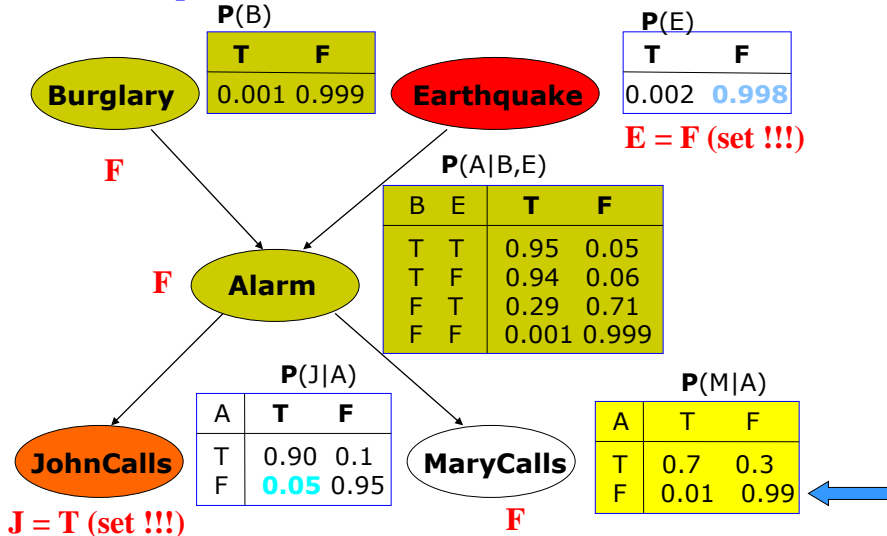 P(B)
T F
0.001 0.999
Burglary
Earthquake
P(E)
T F
0.002 0.998
E = F (set !!!)
F
P(A|B,E)
B E T F
T T 0.95 0.05
T F 0.94 0.06
F T 0.29 0.71
F F 0.001 0.999
F
Alarm
P(J|A)
A T F
T 0.90 0.1
F 0.05 0.95
P(M|A)
A T F
T 0.7 0.3
F 0.01 0.99
JohnCalls
MaryCalls
J = T (set !!!)
F